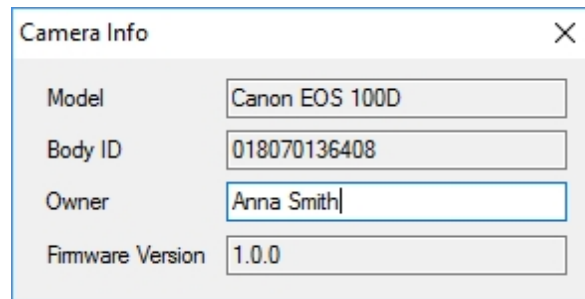 Camera Info
Model Canon EOS 100D
Body ID 018070136408
Owner Anna Smith
Firmware Version 1.0.0